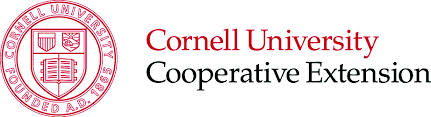 CORNELL UNIVERSITY
FOUNDED A.D. 1865
Cornell University
Cooperative Extension